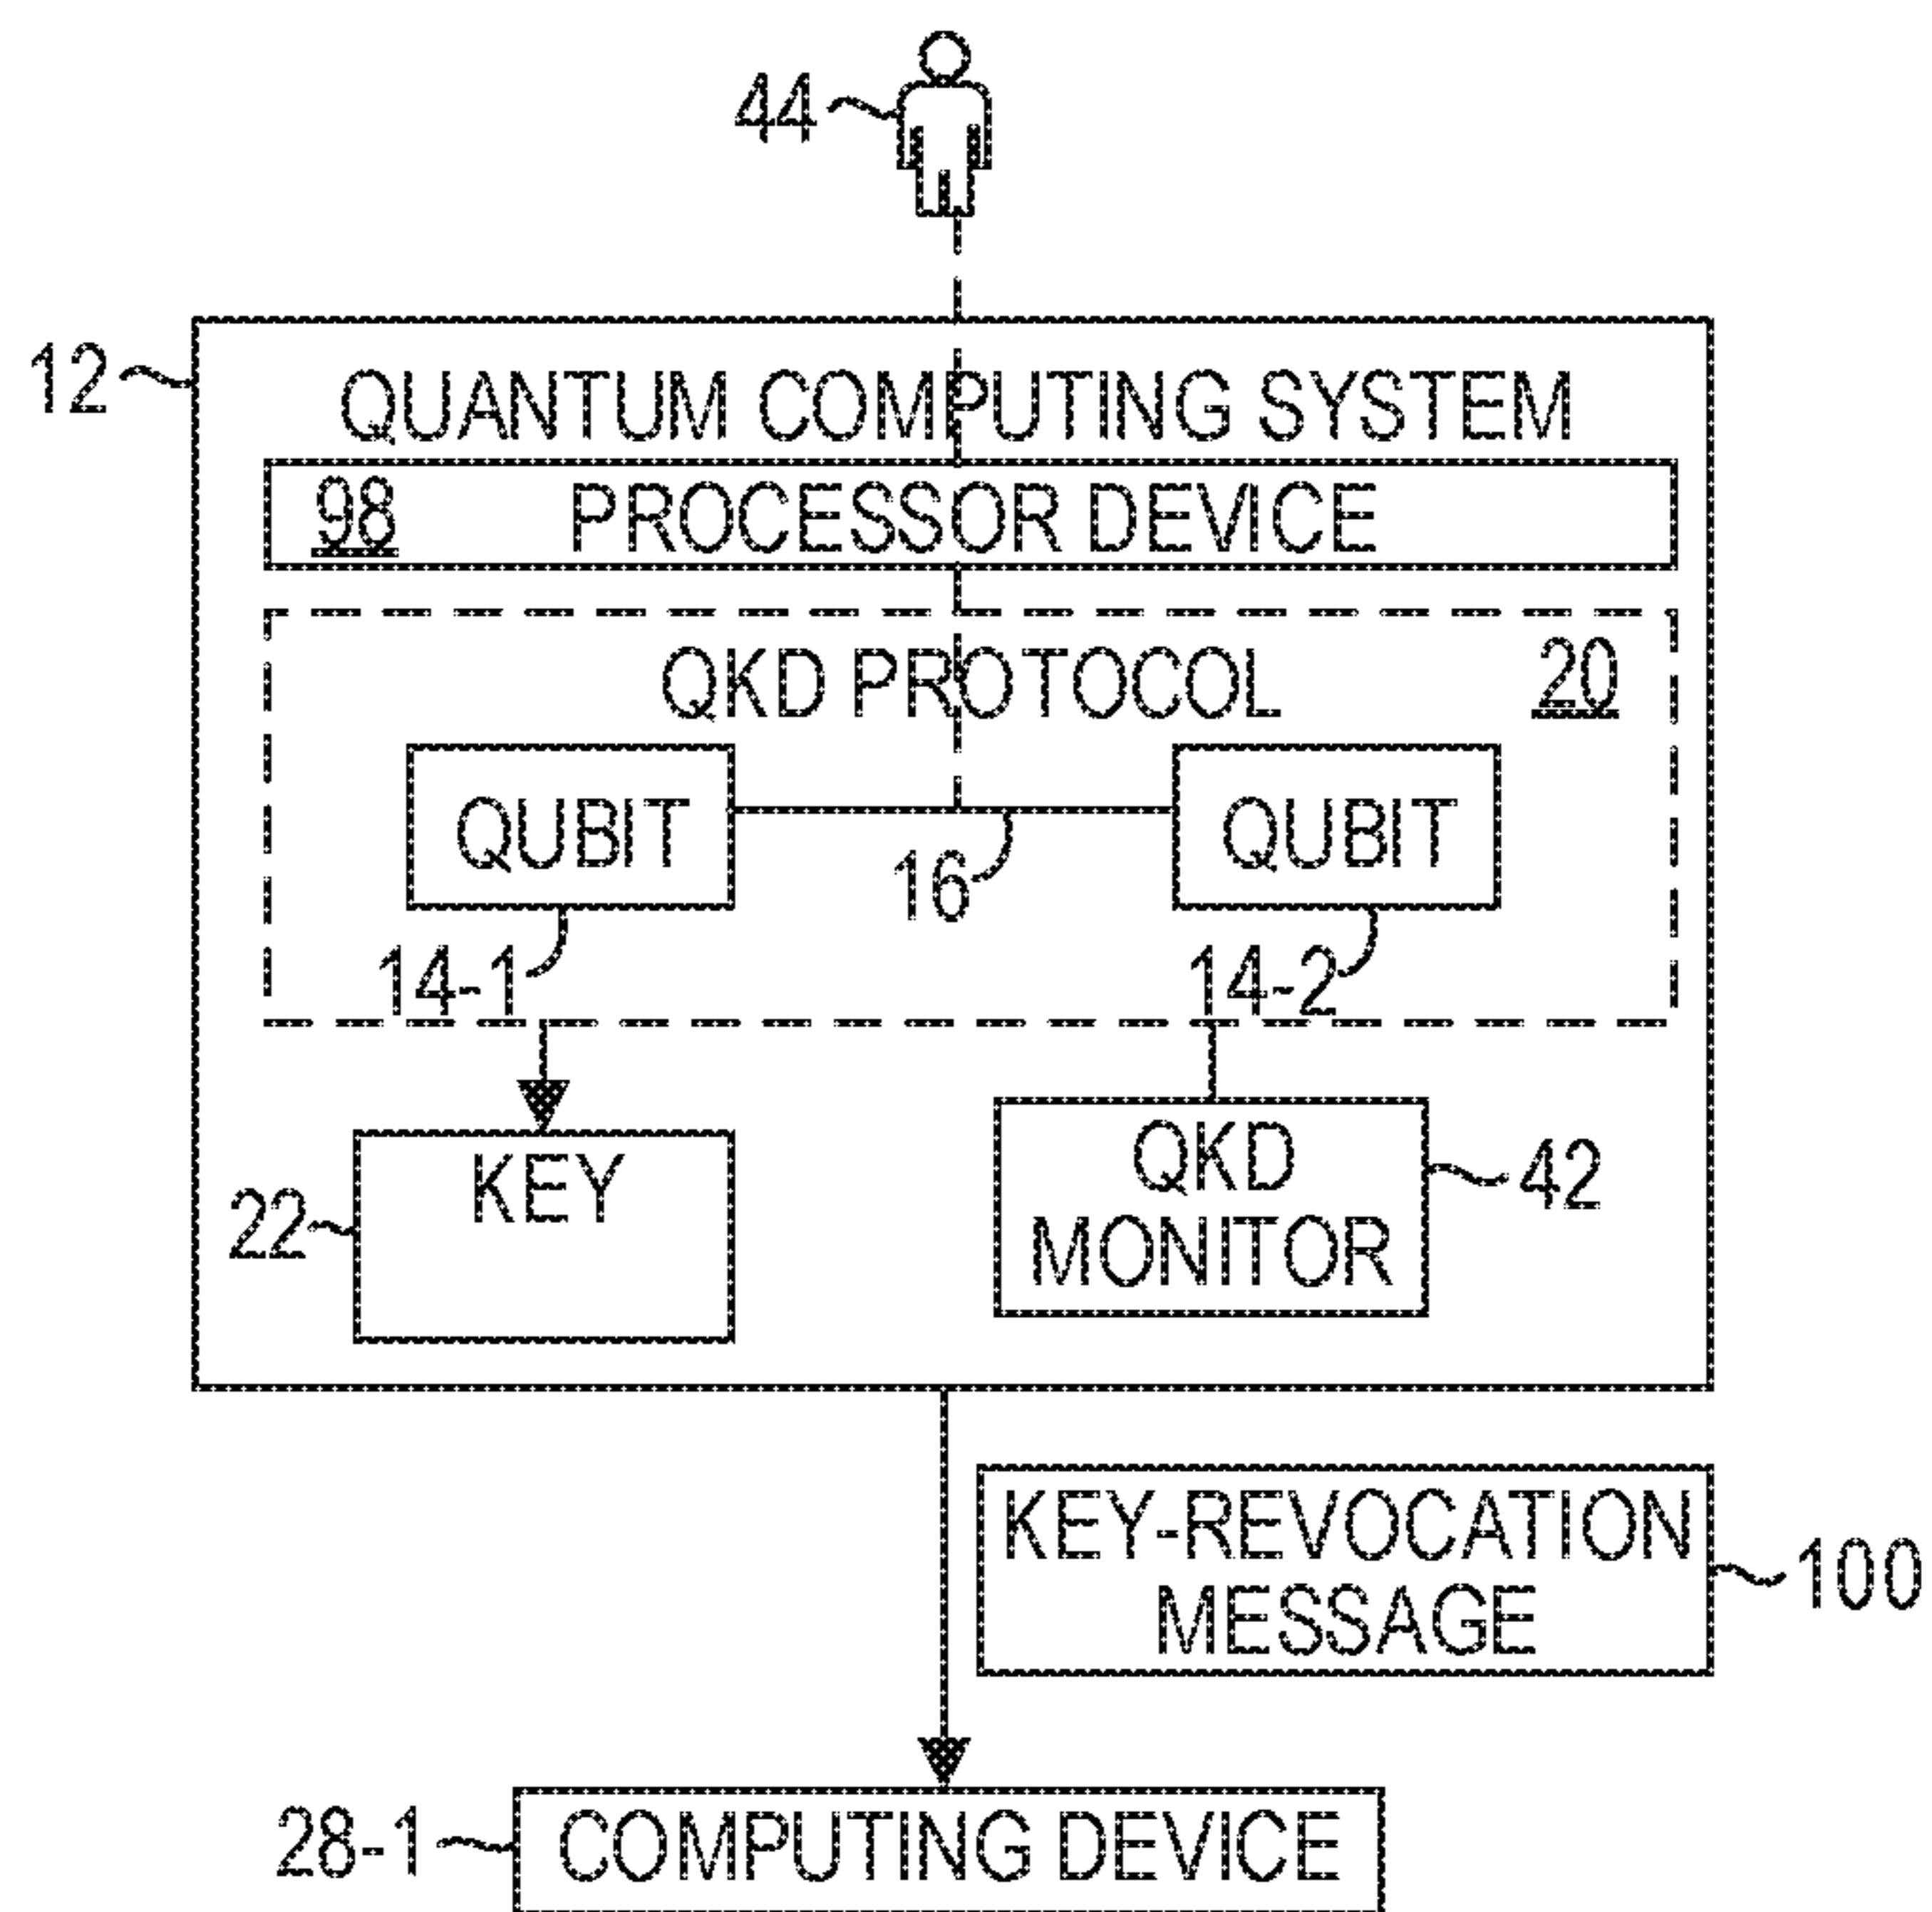 44
12
QUANTUM COMPUTING SYSTEM
98 PROCESSOR DEVICE
QKD PROTOCOL 20
QUBIT QUBIT
16
14-1 14-2
KEY
22
QKD
MONITOR
42
KEY-REVOCATION
MESSAGE
100
28-1 COMPUTING DEVICE